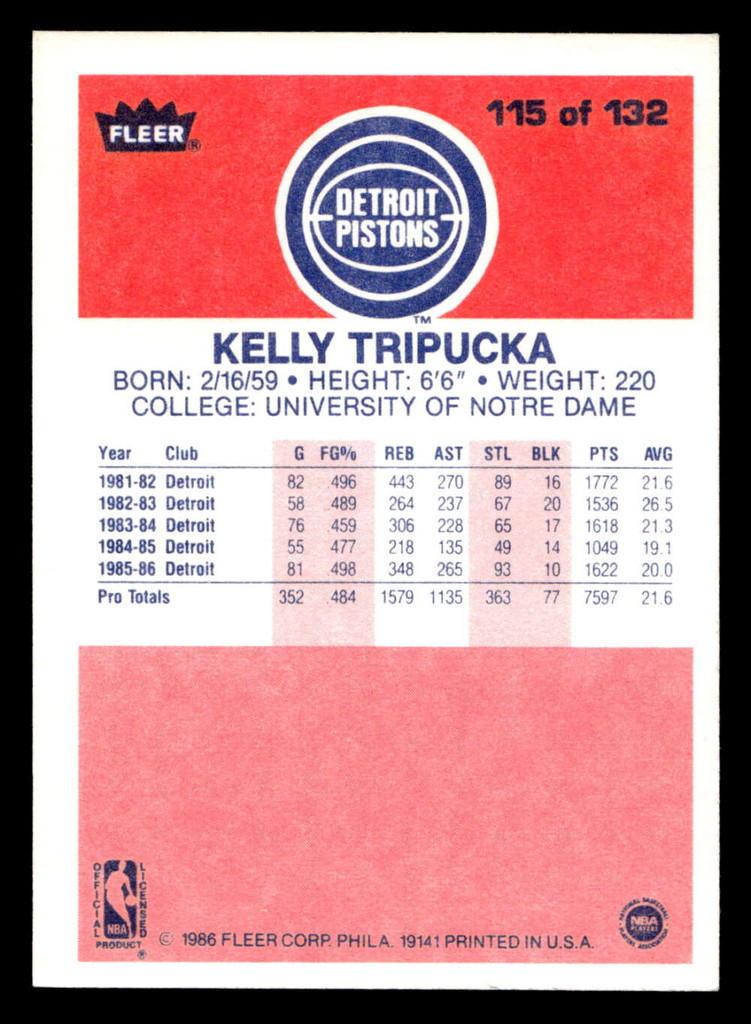 FLEER®
115 of 132
DETROIT
PISTONS
TM
KELLY TRIPUCKA
BORN: 2/16/59 • HEIGHT: 6'6" • WEIGHT: 220
COLLEGE: UNIVERSITY OF NOTRE DAME
Year Club G FG% REB AST STL BLK PTS AVG
1981-82 Detroit 82 .496 443 270 89 16 1772 21.6
1982-83 Detroit 58 .489 264 237 67 20 1536 26.5
1983-84 Detroit 76 .459 306 228 65 17 1618 21.3
1984-85 Detroit 55 .477 218 135 49 14 1049 19.1
1985-86 Detroit 81 .498 348 265 93 10 1622 20.0
Pro Totals 352 .484 1579 1135 363 77 7597 21.6
OFFICIAL
LICENSED
NBA
PRODUCT
®
© 1986 FLEER CORP. PHILA. 19141 PRINTED IN U.S.A.
NATIONAL BASKETBALL
NBA
PLAYERS
PLAYERS ASSOCIATION